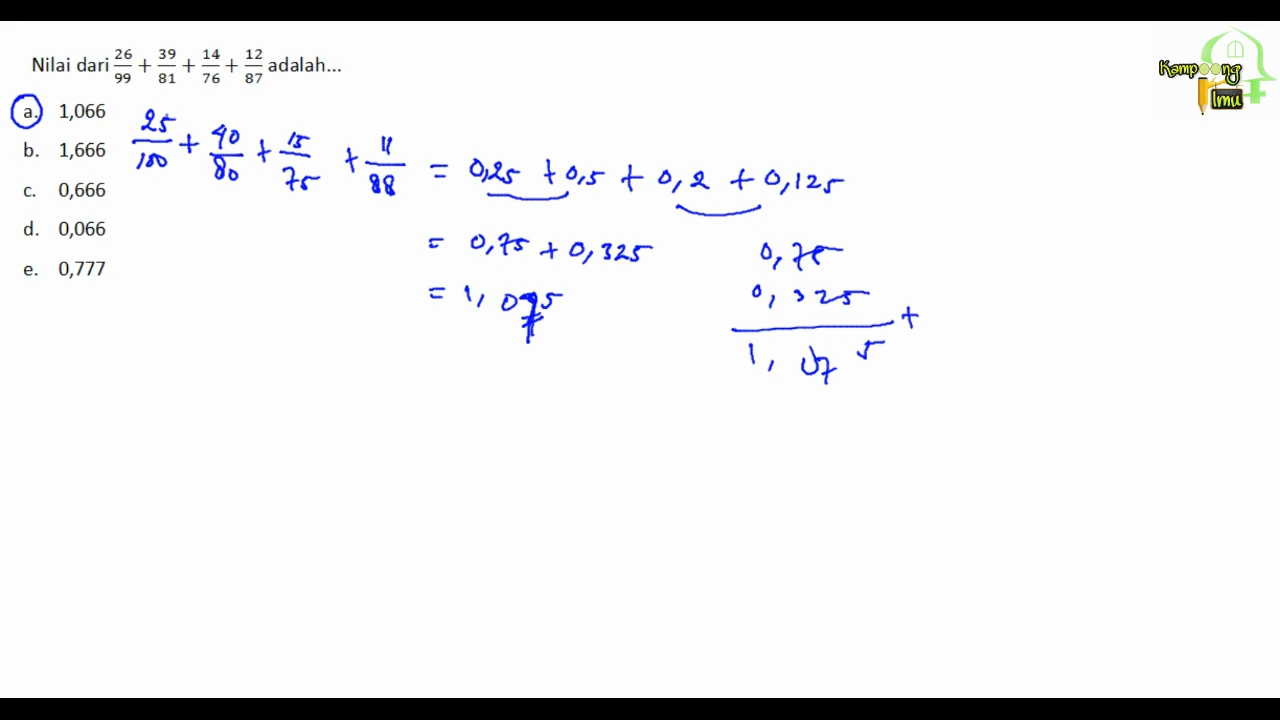 Nilai dari 26/99 + 39/81 + 14/76 + 12/87 adalah...
a. 1,066
b. 1,666
c. 0,666
d. 0,066
e. 0,777
25/100 + 40/80 + 15/75 + 11/88 = 0,25 + 0,5 + 0,2 + 0,125
= 0,75 + 0,325
= 1,075
0,75
0,325
+
1,075
Kampoong
Ilmu